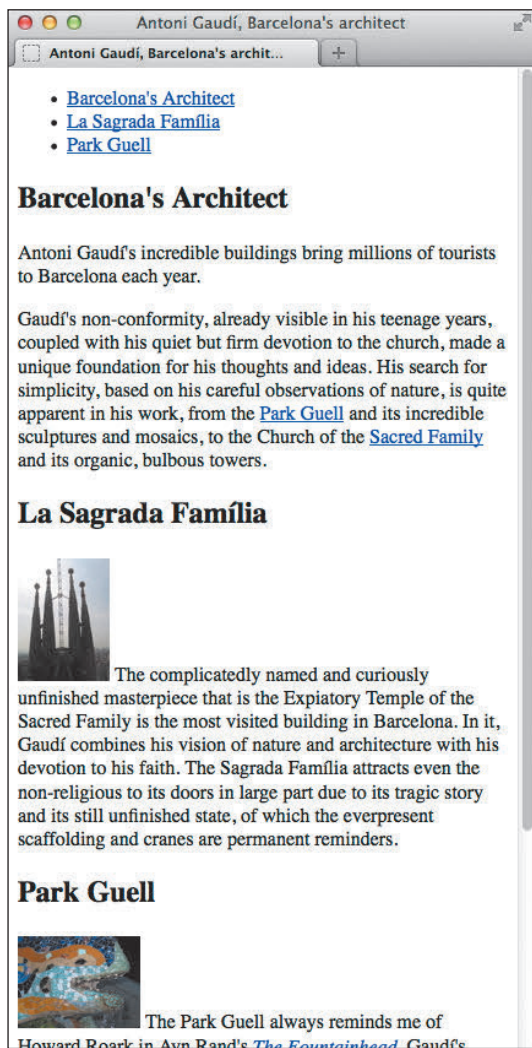 Antoni Gaudí, Barcelona's architect
Antoni Gaudí, Barcelona's archit...
• Barcelona's Architect
• La Sagrada Família
• Park Guell
Barcelona's Architect
Antoni Gaudí's incredible buildings bring millions of tourists
to Barcelona each year.
Gaudí's non-conformity, already visible in his teenage years,
coupled with his quiet but firm devotion to the church, made a
unique foundation for his thoughts and ideas. His search for
simplicity, based on his careful observations of nature, is quite
apparent in his work, from the Park Guell and its incredible
sculptures and mosaics, to the Church of the Sacred Family
and its organic, bulbous towers.
La Sagrada Família
The complicatedly named and curiously
unfinished masterpiece that is the Expiatory Temple of the
Sacred Family is the most visited building in Barcelona. In it,
Gaudí combines his vision of nature and architecture with his
devotion to his faith. The Sagrada Família attracts even the
non-religious to its doors in large part due to its tragic story
and its still unfinished state, of which the everpresent
scaffolding and cranes are permanent reminders.
Park Guell
The Park Guell always reminds me of
Howard Roark in Ayn Rand's The Fountainhead. Gaudí's